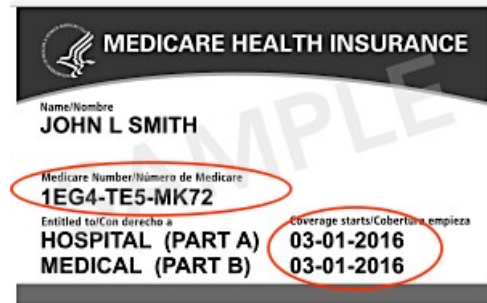 MEDICARE HEALTH INSURANCE
SAMPLE
Name/Nombre
JOHN L SMITH
Medicare Number/Número de Medicare
1EG4-TE5-MK72
Entitled to/Con derecho a Coverage starts/Cobertura empieza
HOSPITAL (PART A) 03-01-2016
MEDICAL (PART B) 03-01-2016